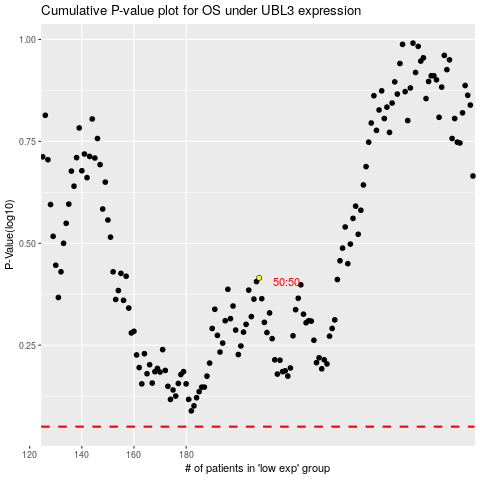 Cumulative P-value plot for OS under UBL3 expression
1.00
0.75
0.50
0.25
P-Value(log10)
50:50
120 140 160 180
# of patients in 'low exp' group